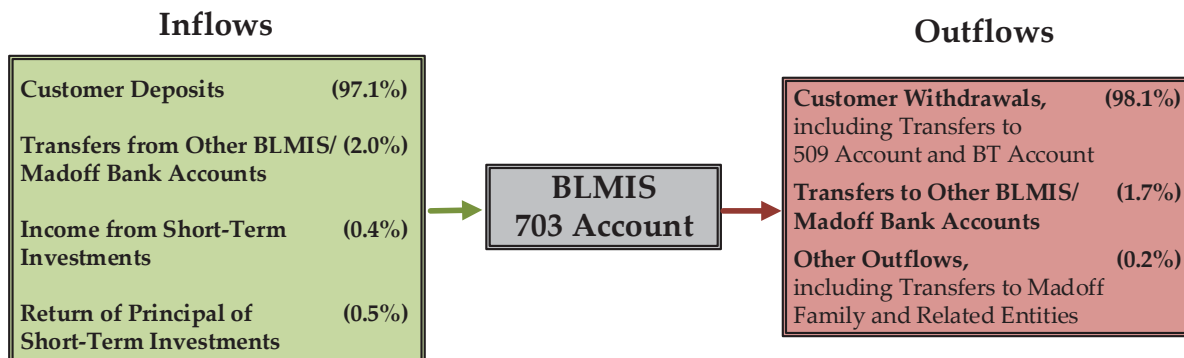 Inflows
Customer Deposits (97.1%)
Transfers from Other BLMIS/ (2.0%)
Madoff Bank Accounts
Income from Short-Term (0.4%)
Investments
Return of Principal of (0.5%)
Short-Term Investments
BLMIS
703 Account
Outflows
Customer Withdrawals, (98.1%)
including Transfers to
509 Account and BT Account
Transfers to Other BLMIS/ (1.7%)
Madoff Bank Accounts
Other Outflows, (0.2%)
including Transfers to Madoff
Family and Related Entities